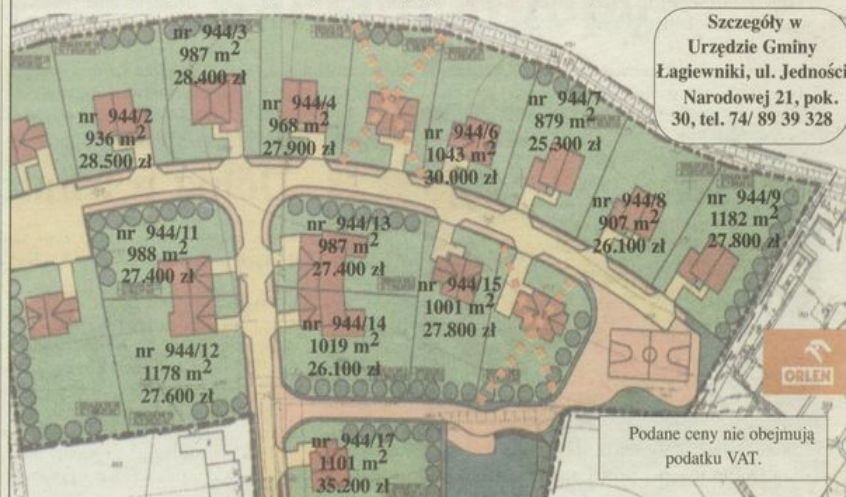 Szczegóły w
Urzędzie Gminy
Łagiewniki, ul. Jedności
Narodowej 21, pok.
30, tel. 74/ 89 39 328
nr 944/3
987 m²
28.400 zł
nr 944/2
936 m²
28.500 zł
nr 944/4
968 m²
27.900 zł
nr 944/6
1043 m²
30.000 zł
nr 944/7
879 m²
25.300 zł
nr 944/8
907 m²
26.100 zł
nr 944/9
1182 m²
27.800 zł
nr 944/11
988 m²
27.400 zł
nr 944/13
987 m²
27.400 zł
nr 944/15
1001 m²
27.800 zł
nr 944/12
1178 m²
27.600 zł
nr 944/14
1019 m²
26.100 zł
nr 944/17
1101 m²
35.200 zł
ORLEN
Podane ceny nie obejmują
podatku VAT.